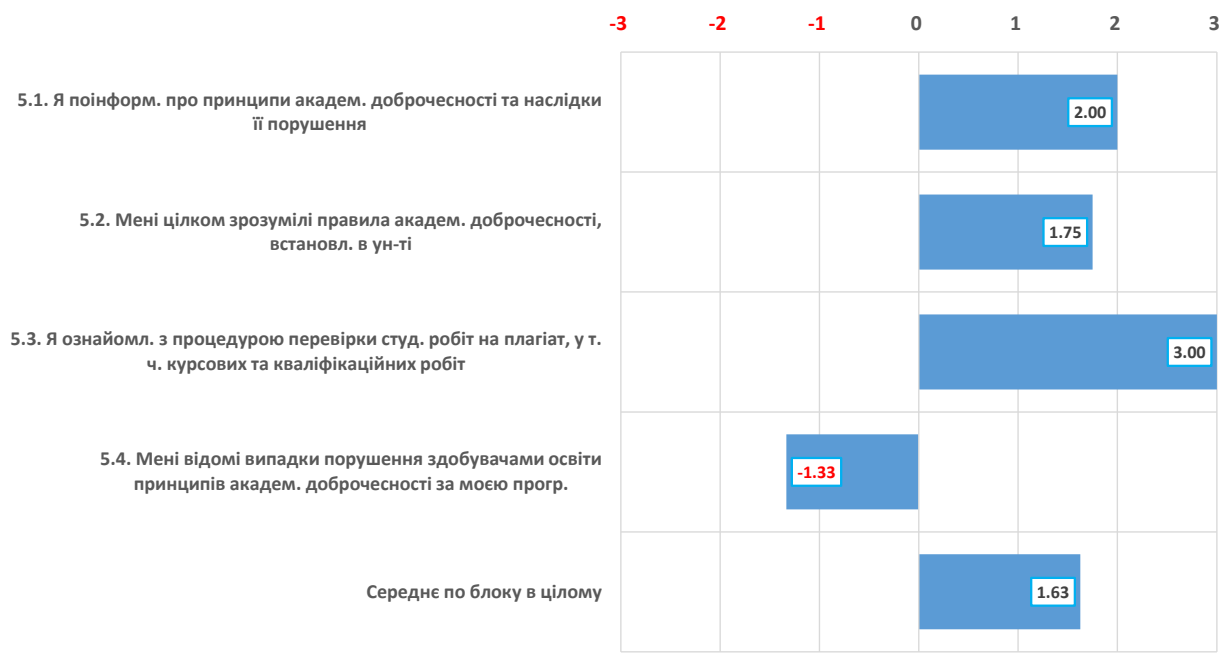 -3 -2 -1 0 1 2 3
5.1. Я поінформ. про принципи академ. доброчесності та наслідки
її порушення
2.00
5.2. Мені цілком зрозумілі правила академ. доброчесності,
встановл. в ун-ті
1.75
5.3. Я ознайомл. з процедурою перевірки студ. робіт на плагіат, у т.
ч. курсових та кваліфікаційних робіт
3.00
5.4. Мені відомі випадки порушення здобувачами освіти
принципів академ. доброчесності за моєю прогр.
-1.33
Середнє по блоку в цілому
1.63